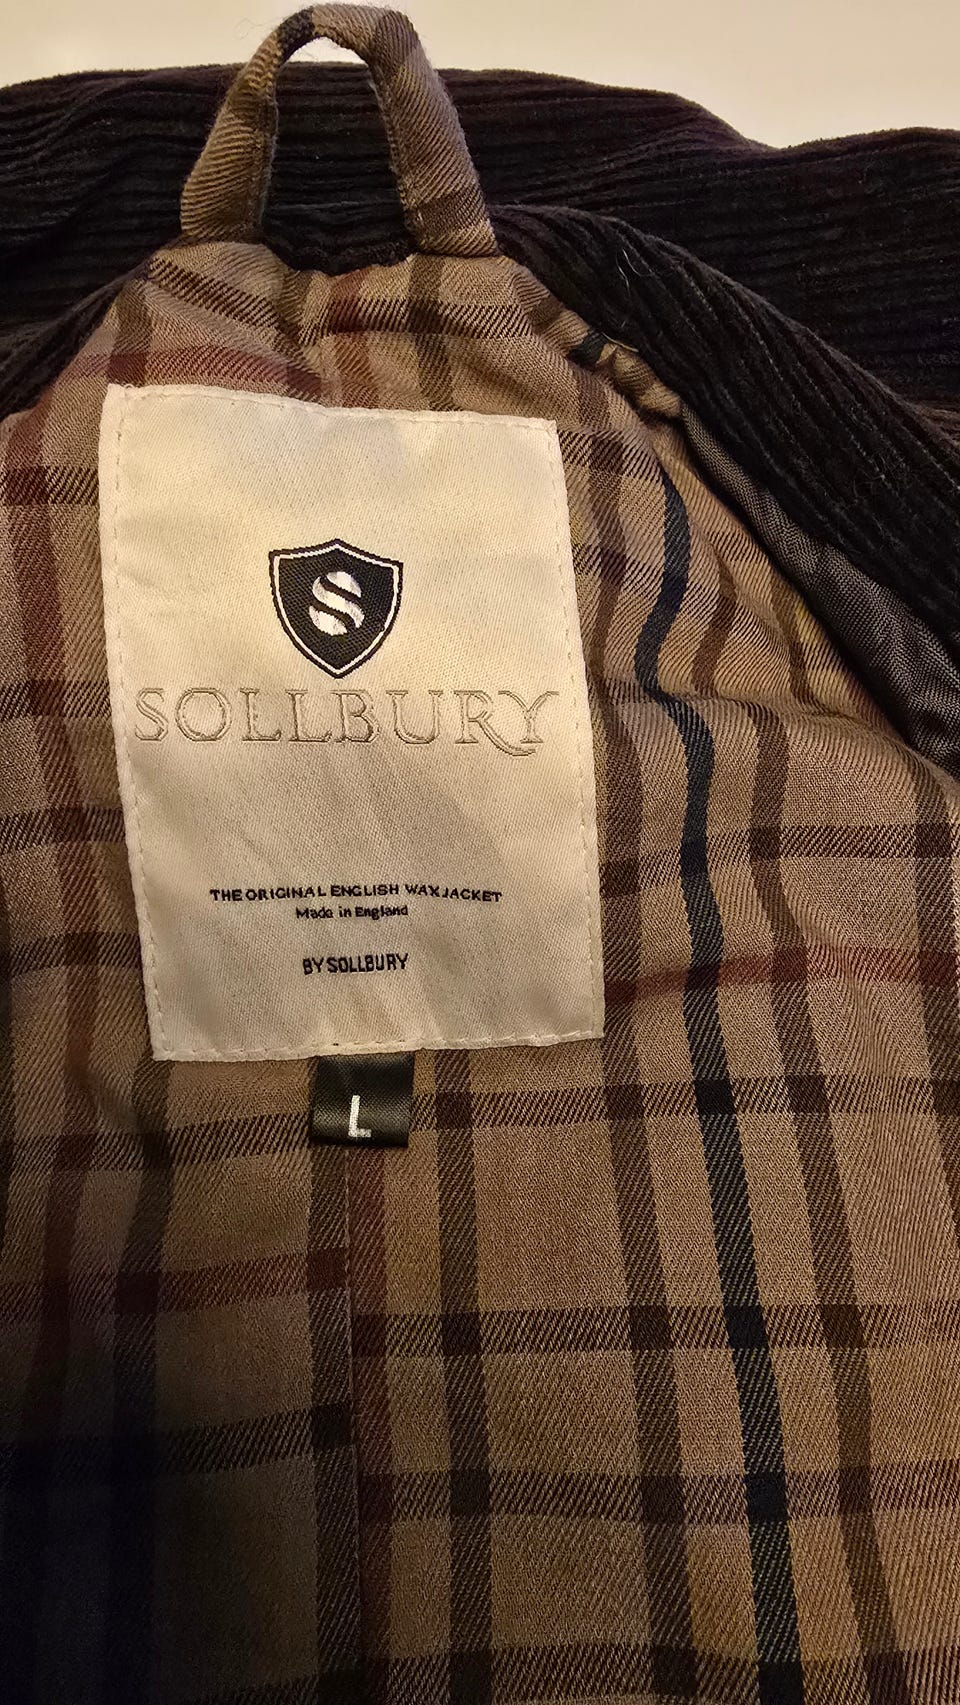 S
SOLLBURY
THE ORIGINAL ENGLISH WAX JACKET
Made in England
BY SOLLBURY
L